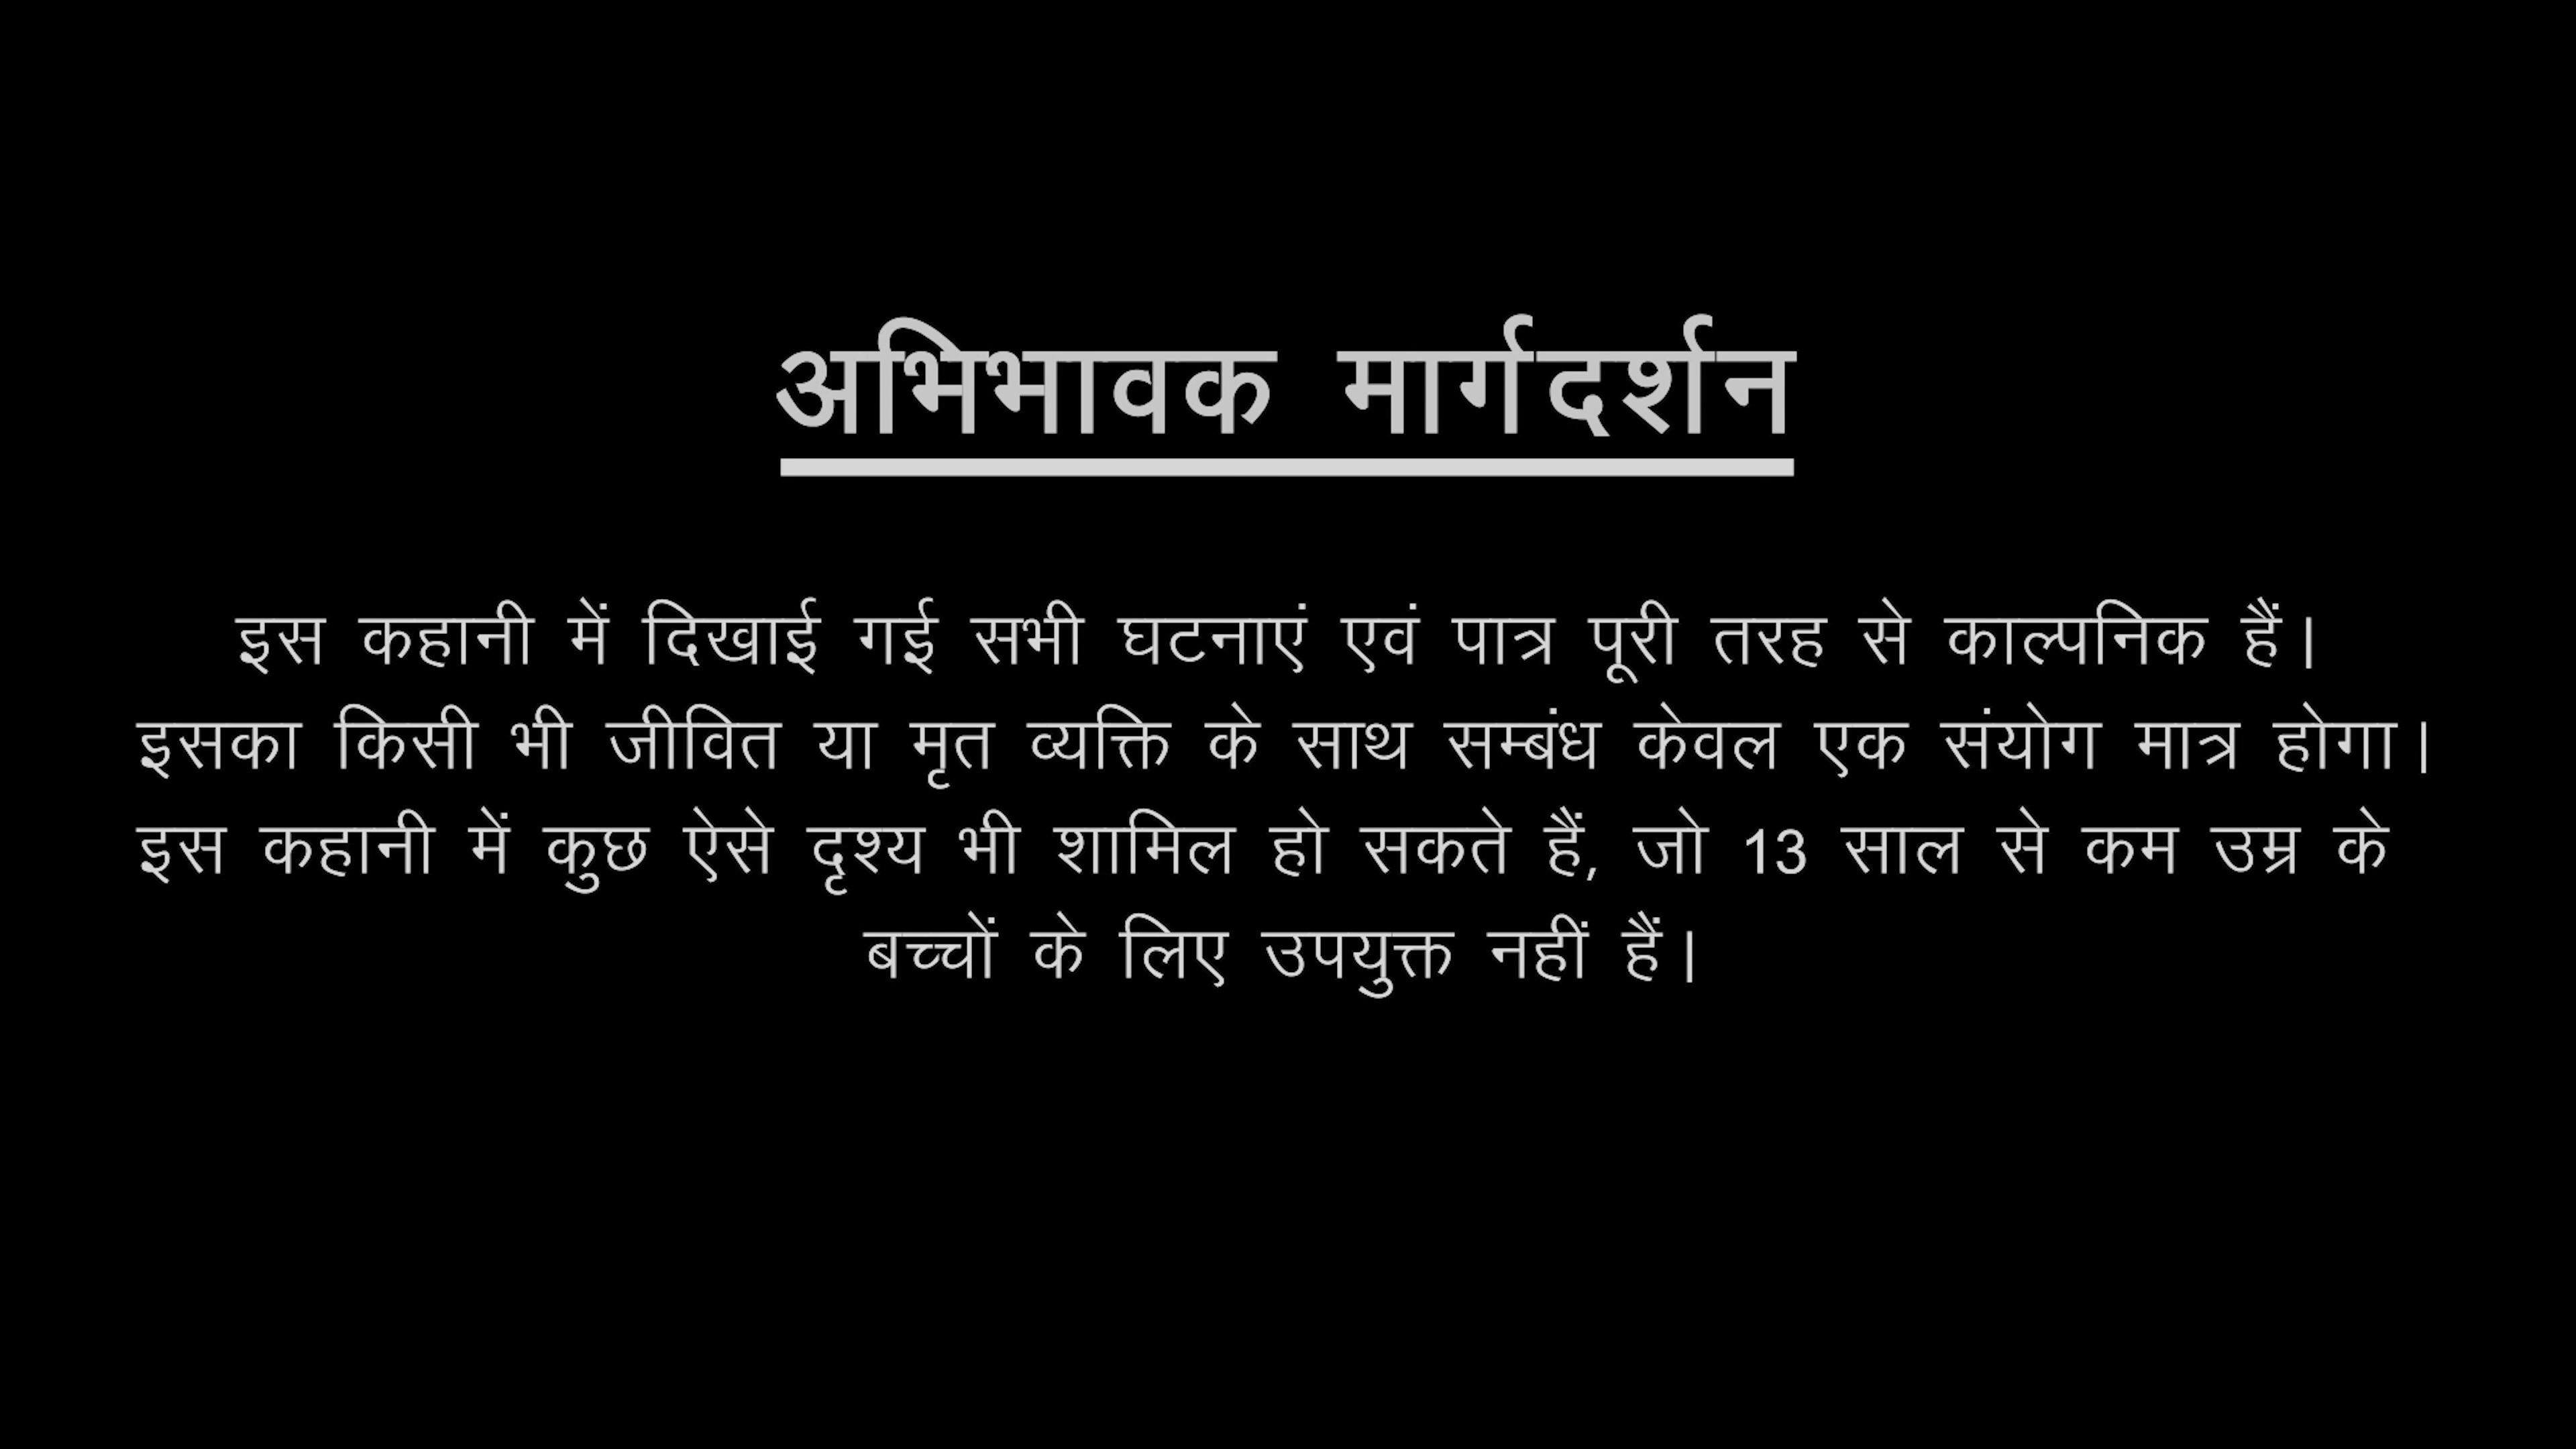 अभिभावक मार्गदर्शन
इस कहानी में दिखाई गई सभी घटनाएं एवं पात्र पूरी तरह से काल्पनिक हैं।
इसका किसी भी जीवित या मृत व्यक्ति के साथ सम्बंध केवल एक संयोग मात्र होगा।
इस कहानी में कुछ ऐसे दृश्य भी शामिल हो सकते हैं, जो 13 साल से कम उम्र के
बच्चों के लिए उपयुक्त नहीं हैं।